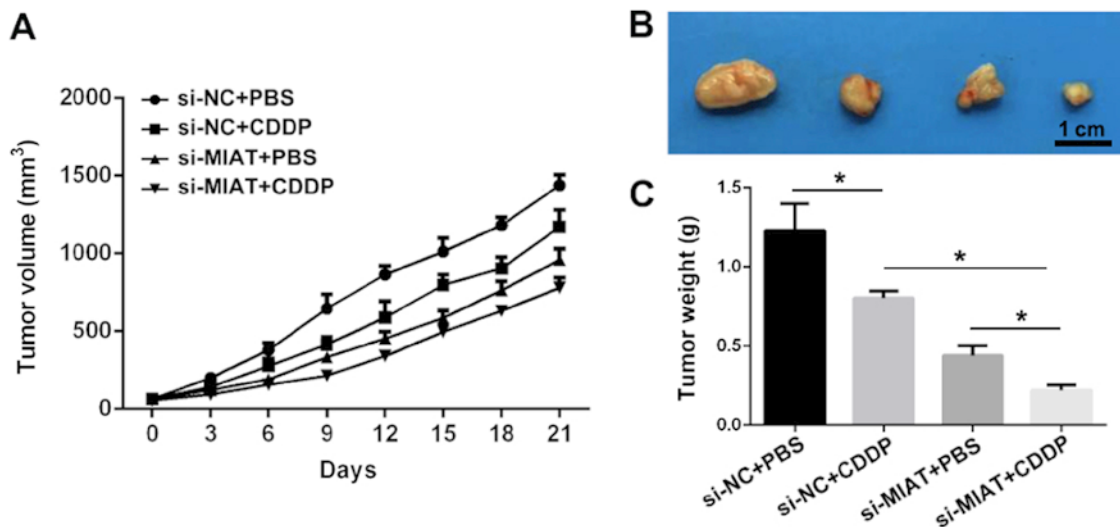 A
Tumor volume (mm³)
2000
1500
1000
500
0
si-NC+PBS
si-NC+CDDP
si-MIAT+PBS
si-MIAT+CDDP
0 3 6 9 12 15 18 21
Days
B
1 cm
C
Tumor weight (g)
1.5
1.0
0.5
0.0
*
*
*
si-NC+PBS
si-NC+CDDP
si-MIAT+PBS
si-MIAT+CDDP